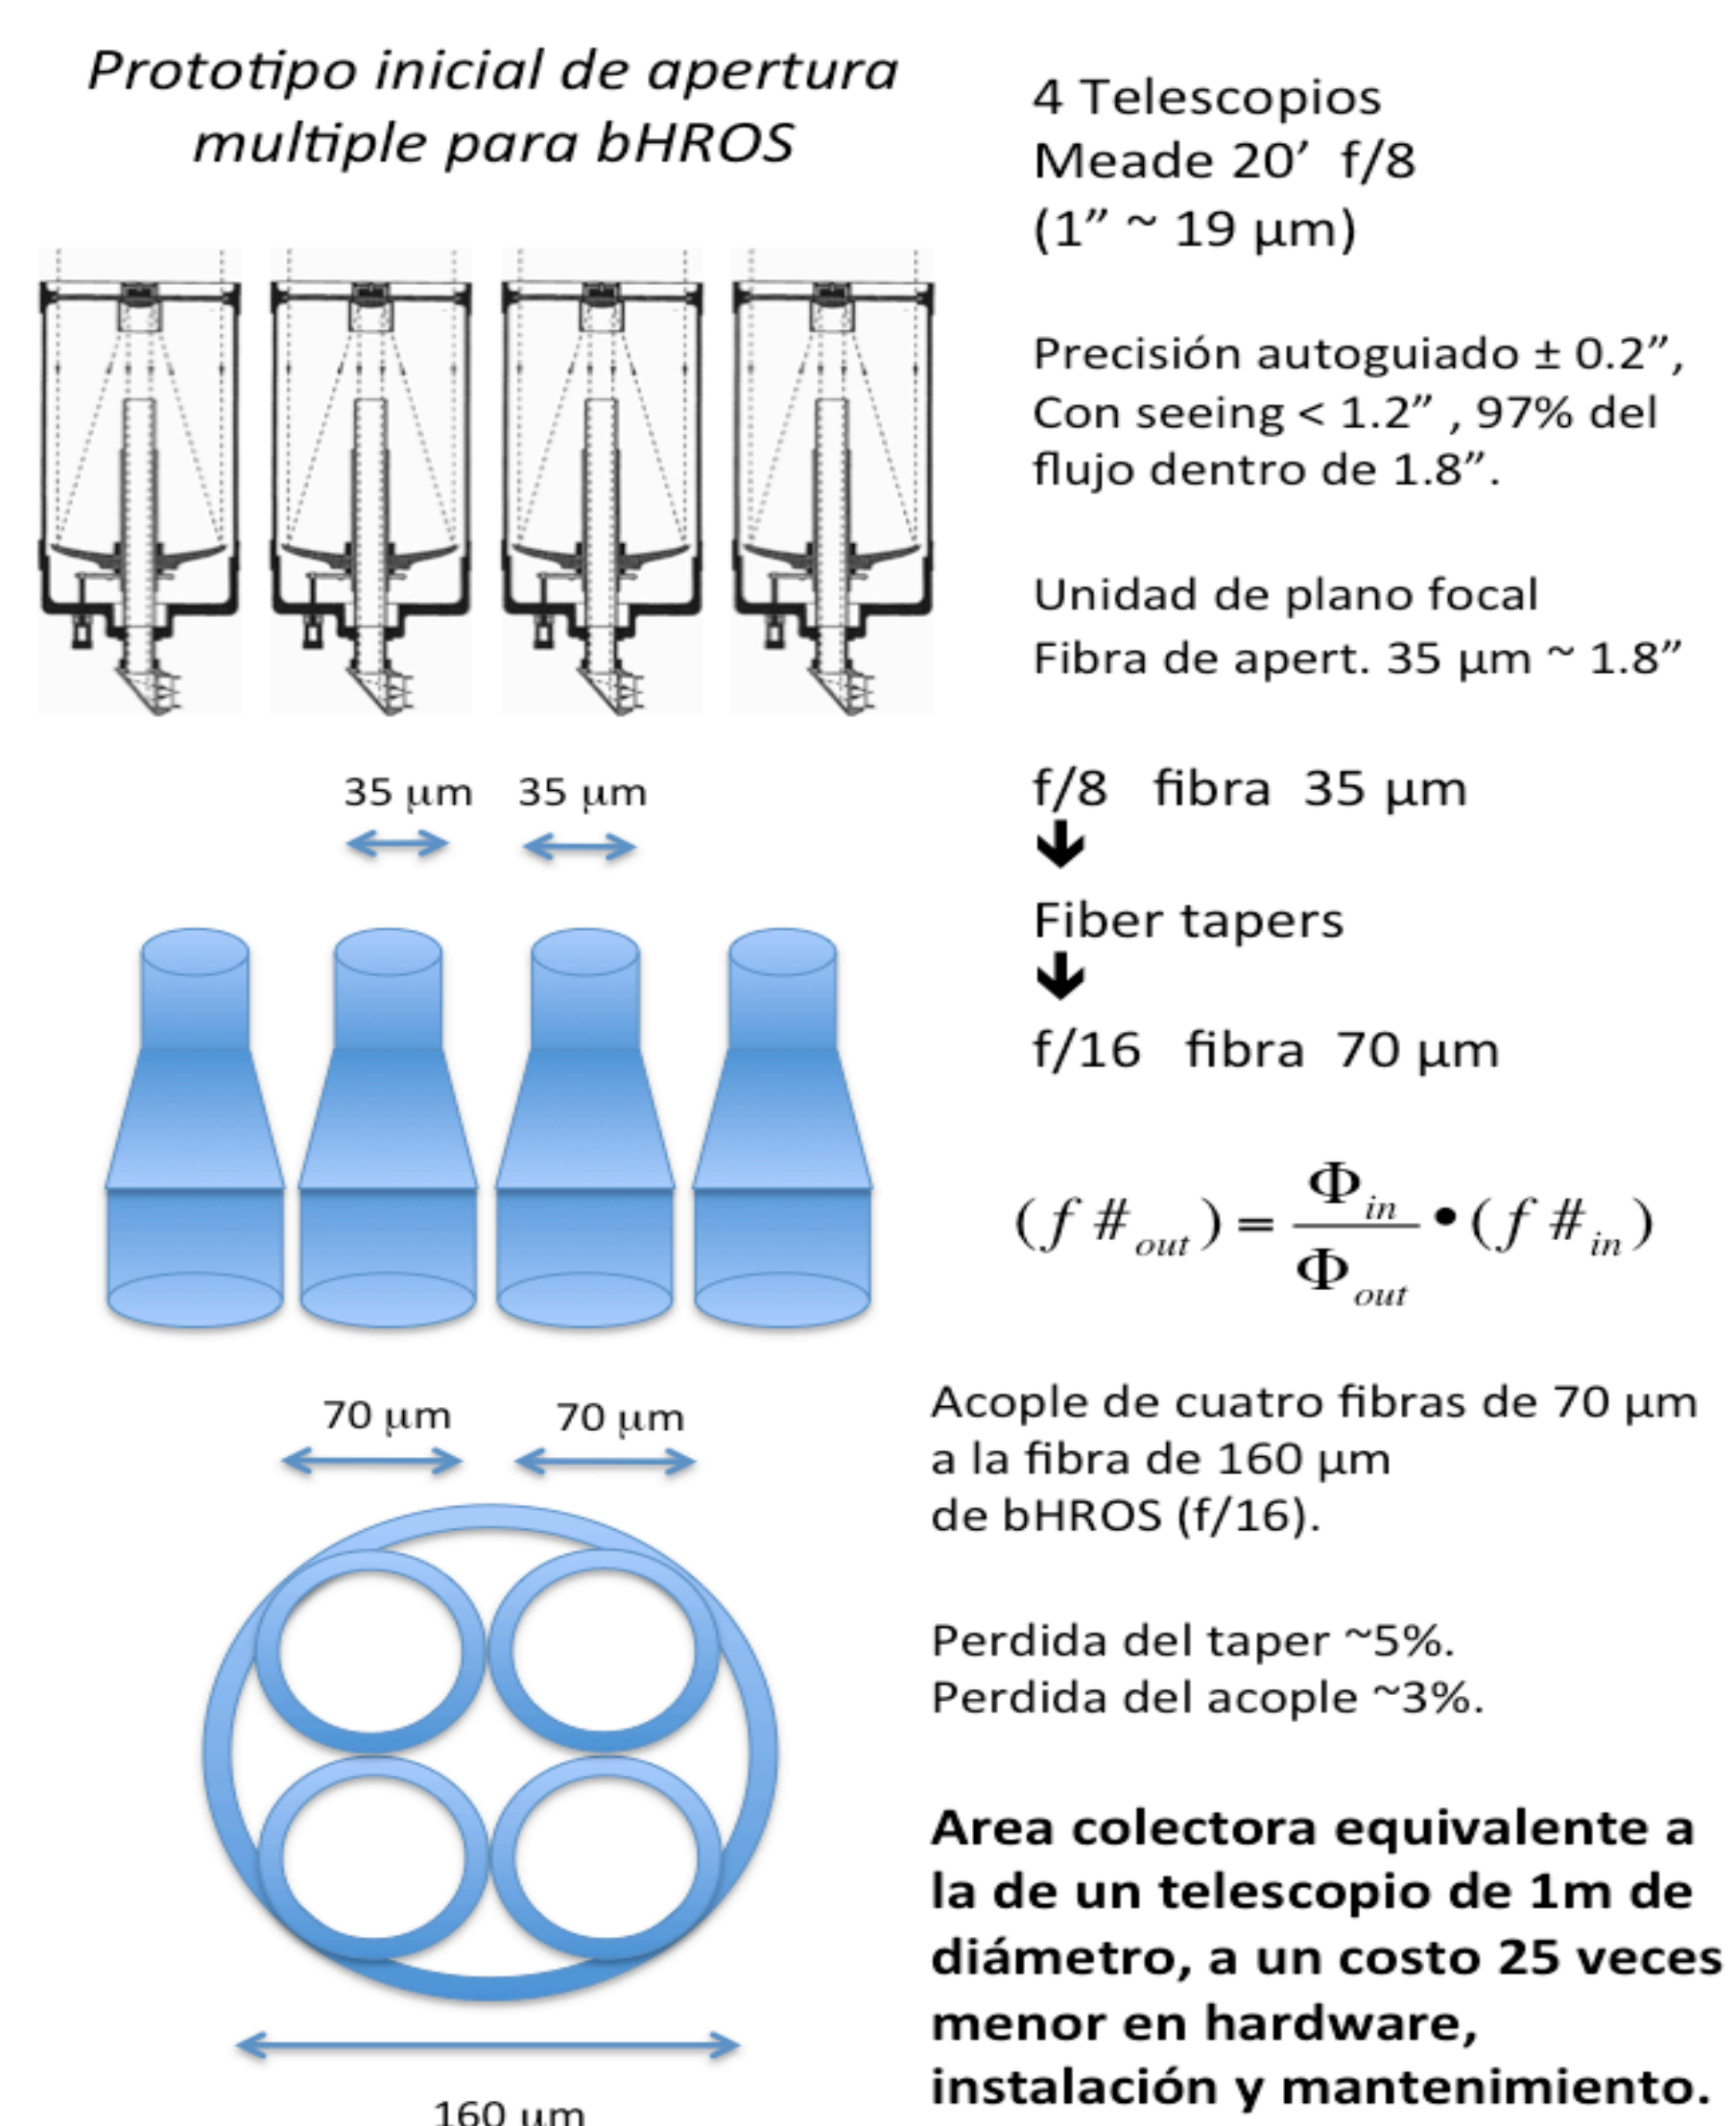 Prototipo inicial de apertura
multiple para bHROS
4 Telescopios
Meade 20’ f/8
(1” ~ 19 µm)
Precisión autoguiado ± 0.2”,
Con seeing < 1.2” , 97% del
flujo dentro de 1.8”.
Unidad de plano focal
Fibra de apert. 35 µm ~ 1.8”
35 µm 35 µm
f/8 fibra 35 µm
↓
Fiber tapers
↓
f/16 fibra 70 µm
(f #out) = Φin / Φout • (f #in)
70 µm 70 µm
Acople de cuatro fibras de 70 µm
a la fibra de 160 µm
de bHROS (f/16).
Perdida del taper ~5%.
Perdida del acople ~3%.
Area colectora equivalente a
la de un telescopio de 1m de
diámetro, a un costo 25 veces
menor en hardware,
instalación y mantenimiento.
160 µm